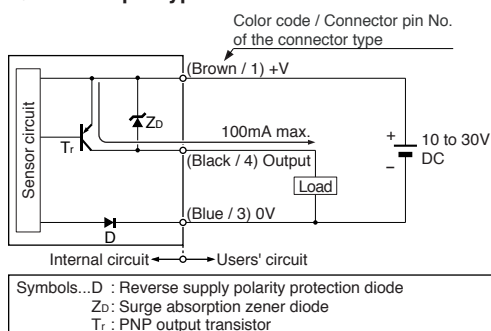 Color code / Connector pin No.
of the connector type
(Brown / 1) +V
Sensor circuit
ZD
Tr
100mA max.
+
10 to 30V
DC
−
(Black / 4) Output
Load
(Blue / 3) 0V
D
Internal circuit
Users' circuit
Symbols...D : Reverse supply polarity protection diode
ZD: Surge absorption zener diode
Tr : PNP output transistor